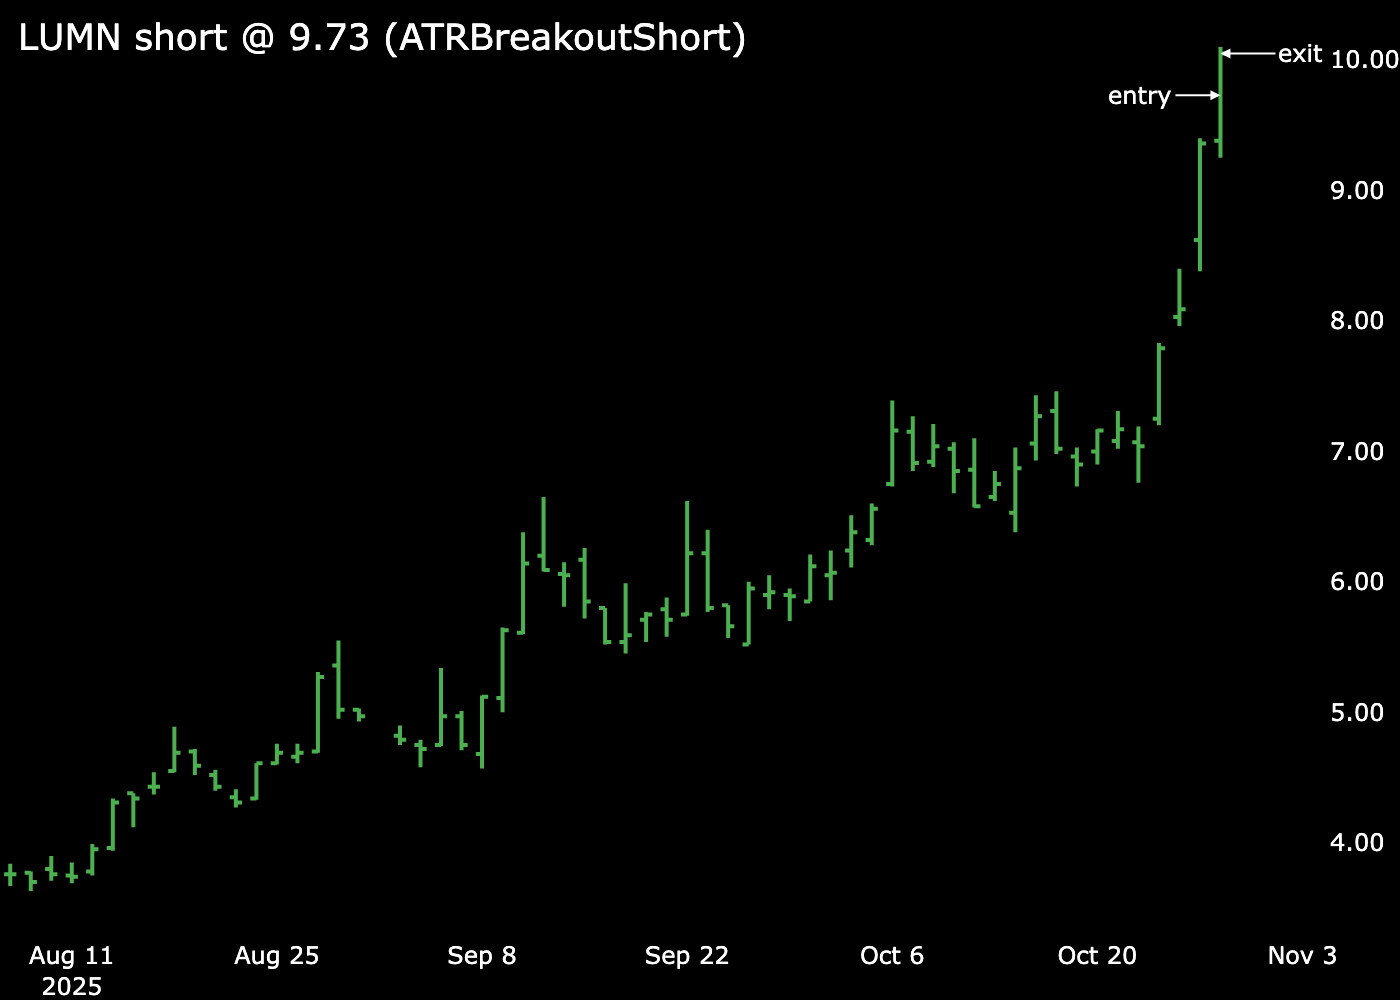 LUMN short @ 9.73 (ATRBreakoutShort)
exit
10.00
entry
9.00
8.00
7.00
6.00
5.00
4.00
Aug 11
2025
Aug 25
Sep 8
Sep 22
Oct 6
Oct 20
Nov 3